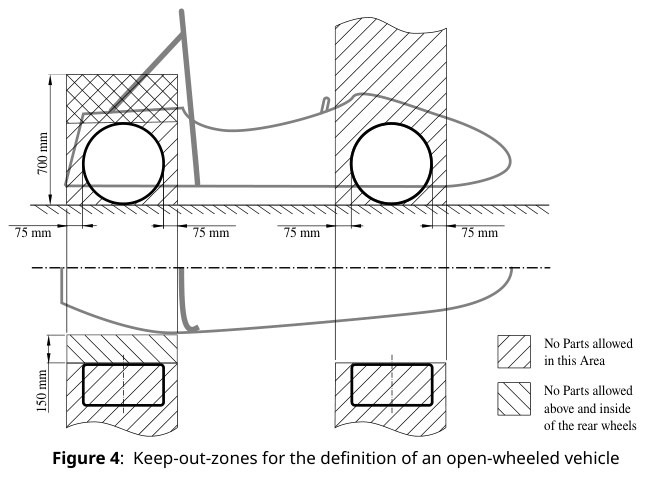 700 mm
75 mm
75 mm
75 mm
75 mm
150 mm
No Parts allowed
in this Area
No Parts allowed
above and inside
of the rear wheels
Figure 4: Keep-out-zones for the definition of an open-wheeled vehicle